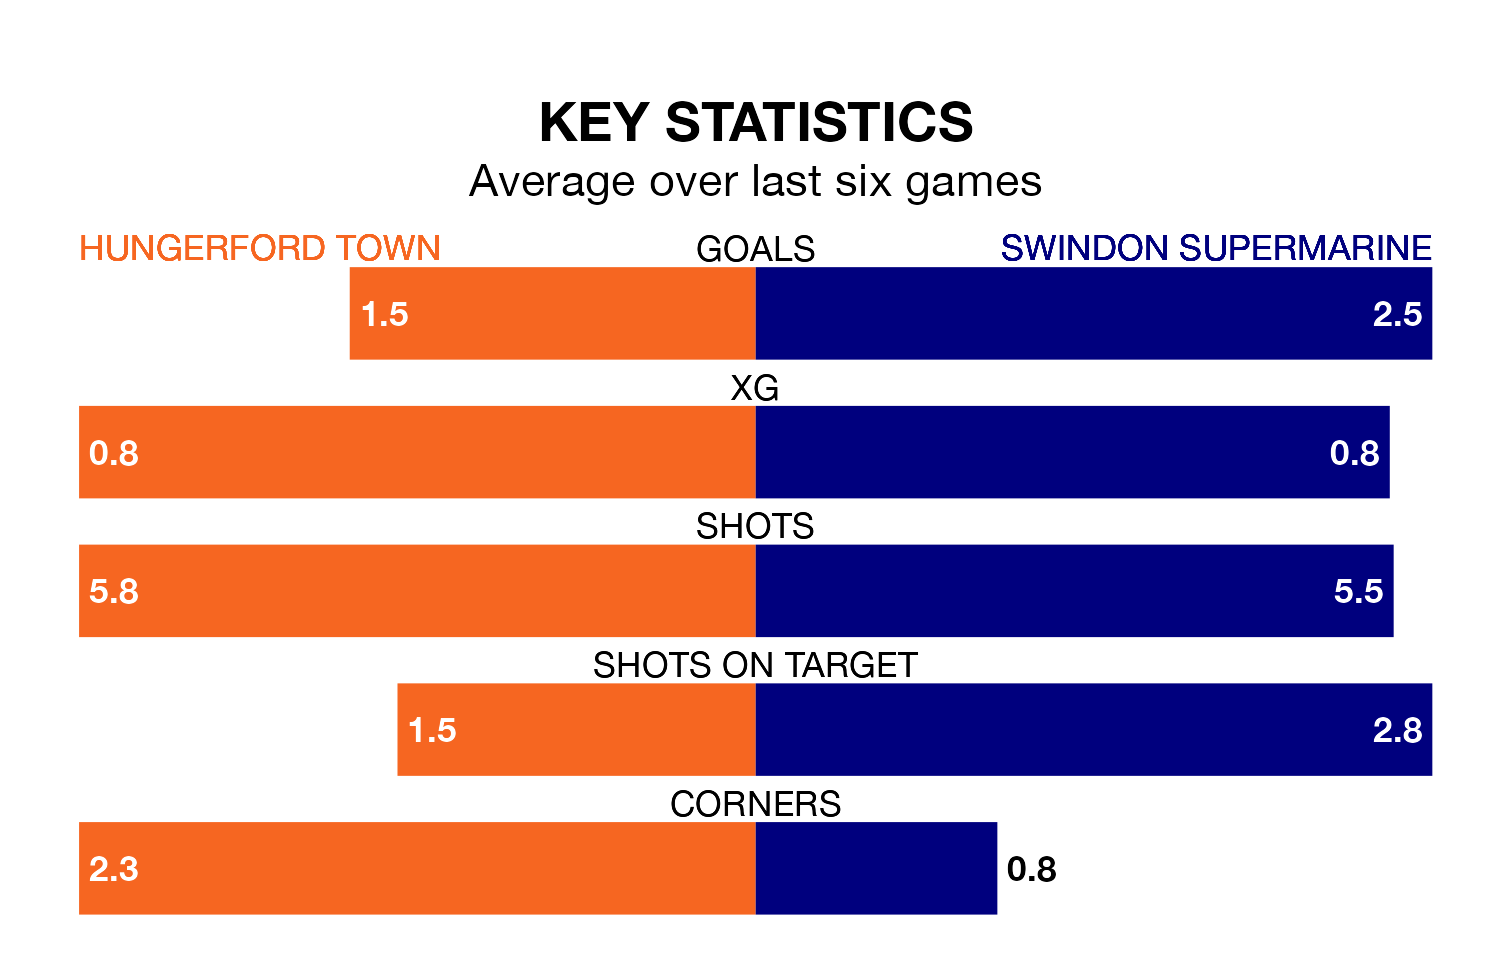 KEY STATISTICS
Average over last six games
HUNGERFORD TOWN GOALS SWINDON SUPERMARINE
1.5 2.5
XG
0.8 0.8
SHOTS
5.8 5.5
SHOTS ON TARGET
1.5 2.8
CORNERS
2.3 0.8